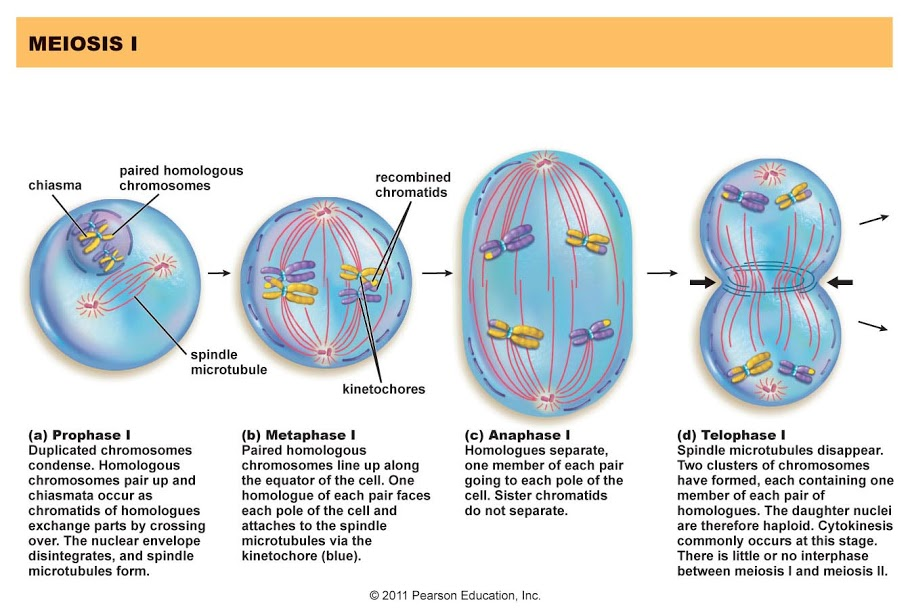 MEIOSIS I
chiasma
paired homologous
chromosomes
recombined
chromatids
spindle
microtubule
kinetochores
(a) Prophase I
Duplicated chromosomes
condense. Homologous
chromosomes pair up and
chiasmata occur as
chromatids of homologues
exchange parts by crossing
over. The nuclear envelope
disintegrates, and spindle
microtubules form.
(b) Metaphase I
Paired homologous
chromosomes line up along
the equator of the cell. One
homologue of each pair faces
each pole of the cell and
attaches to the spindle
microtubules via the
kinetochore (blue).
(c) Anaphase I
Homologues separate,
one member of each pair
going to each pole of the
cell. Sister chromatids
do not separate.
(d) Telophase I
Spindle microtubules disappear.
Two clusters of chromosomes
have formed, each containing one
member of each pair of
homologues. The daughter nuclei
are therefore haploid. Cytokinesis
commonly occurs at this stage.
There is little or no interphase
between meiosis I and meiosis II.
© 2011 Pearson Education, Inc.